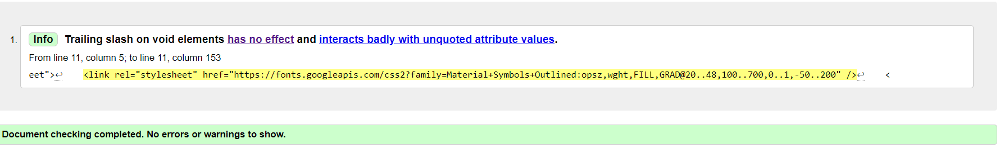 1. Info Trailing slash on void elements has no effect and interacts badly with unquoted attribute values.
From line 11, column 5; to line 11, column 153
eet">↩    <link rel="stylesheet" href="https://fonts.googleapis.com/css2?family=Material+Symbols+Outlined:opsz,wght,FILL,GRAD@20..48,100..700,0..1,-50..200" />↩    <
Document checking completed. No errors or warnings to show.